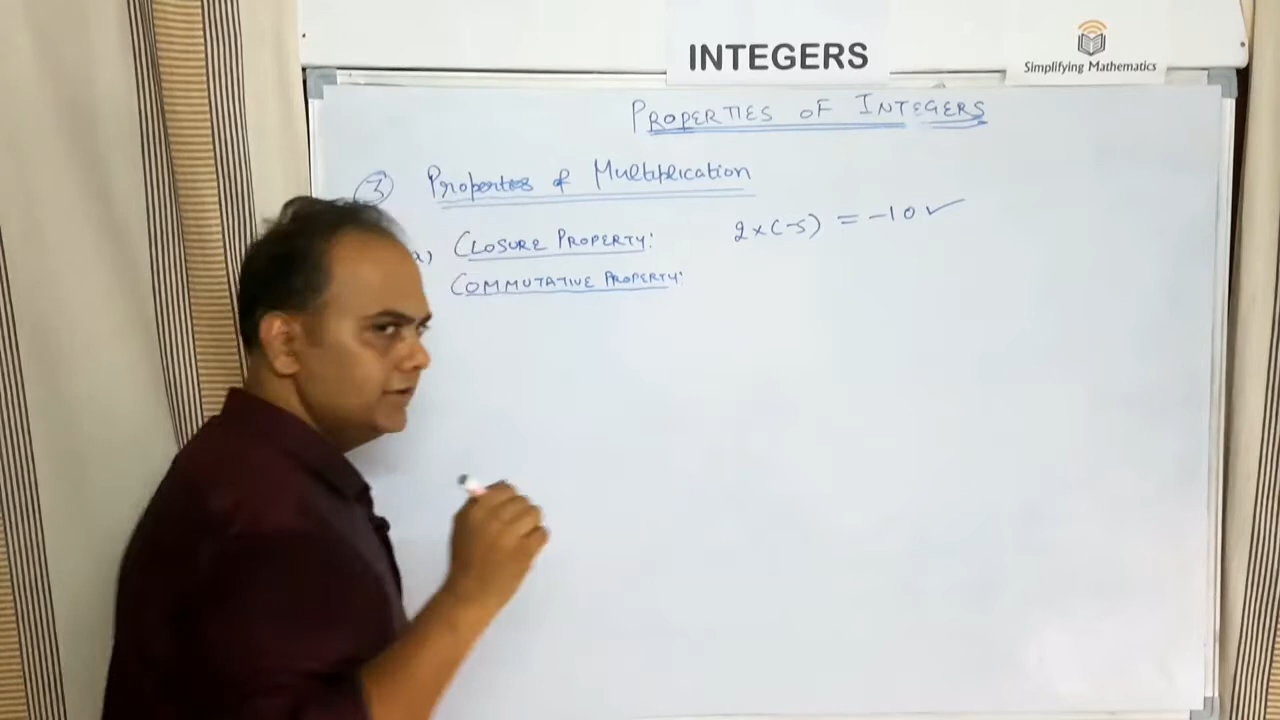 INTEGERS
Simplifying Mathematics
PROPERTIES OF INTEGERS
3 Properties of Multiplication
a) CLOSURE PROPERTY: 2×(-5) = -10 ✓
COMMUTATIVE PROPERTY: